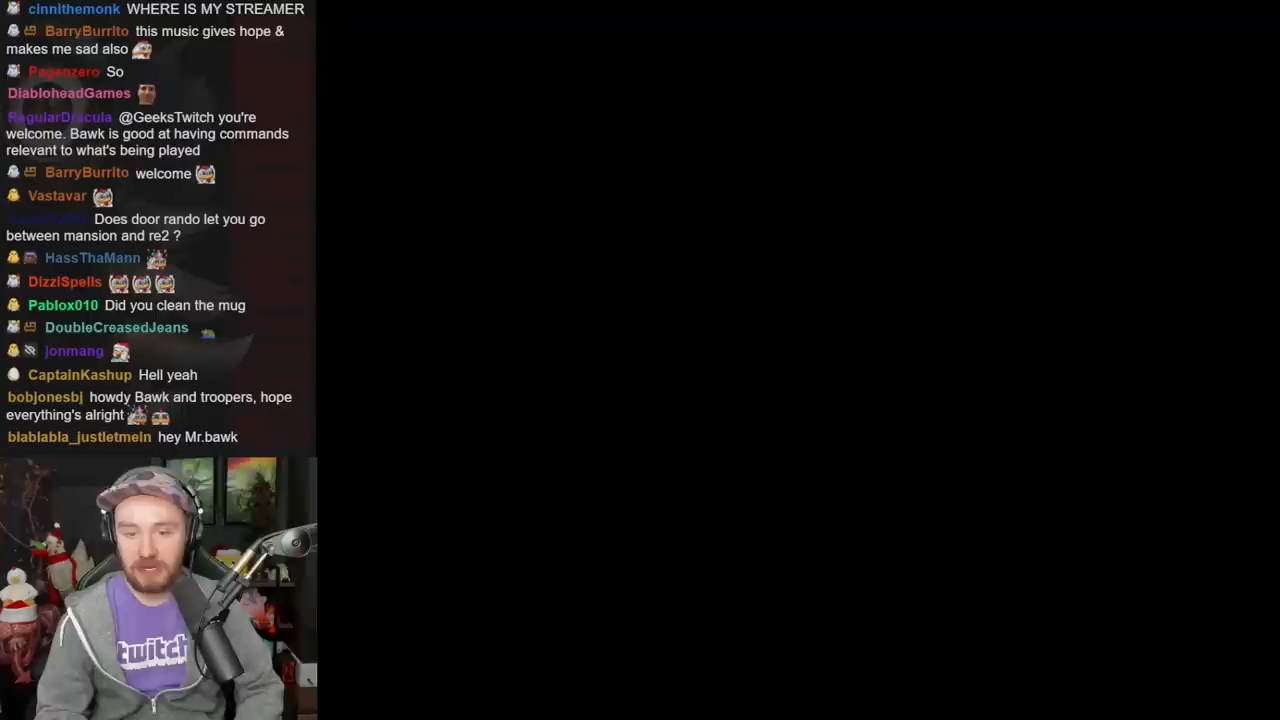 cinnithemonk WHERE IS MY STREAMER
BarryBurrito this music gives hope &
makes me sad also
Paganzero So
DiabloheadGames
RegularDracula @GeeksTwitch you're
welcome. Bawk is good at having commands
relevant to what's being played
BarryBurrito welcome
Vastavar
Does door rando let you go
between mansion and re2 ?
HassThaMann
DizziSpells
Pablox010 Did you clean the mug
DoubleCreasedJeans
jonmang
CaptainKashup Hell yeah
bobjonesbj howdy Bawk and troopers, hope
everything's alright
blablabla_justletmein hey Mr.bawk
twitch